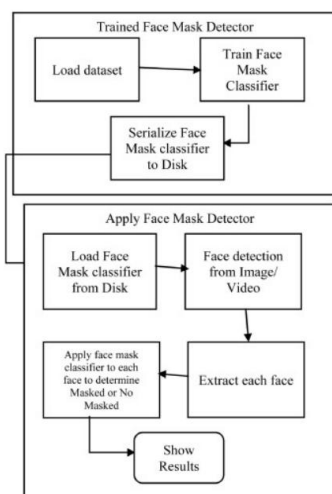 Trained Face Mask Detector
Load dataset
Train Face
Mask
Classifier
Serialize Face
Mask classifier
to Disk
Apply Face Mask Detector
Load Face
Mask classifier
from Disk
Face detection
from Image/
Video
Extract each face
Apply face mask
classifier to each
face to determine
Masked or No
Masked
Show
Results